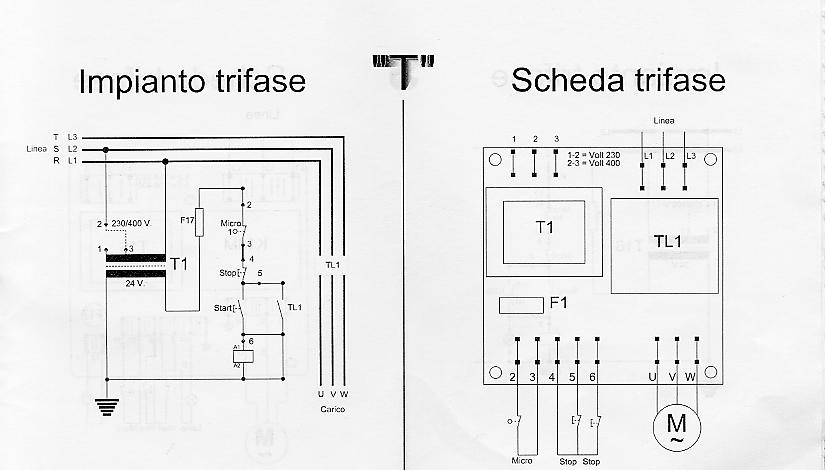 "T"
Impianto trifase
T L3
Linea S L2
R L1
2 230/400 V.
1 3
T1
24 V.
F17
2
Micro
1
3
4
Stop
5
Start
TL1
6
A1
A2
TL1
U V W
Carico
Scheda trifase
Linea
1 2 3
1-2 = Volt 230
2-3 = Volt 400
L1 L2 L3
T1
TL1
F1
2 3 4 5 6
U V W
M
~
Micro
Stop Stop